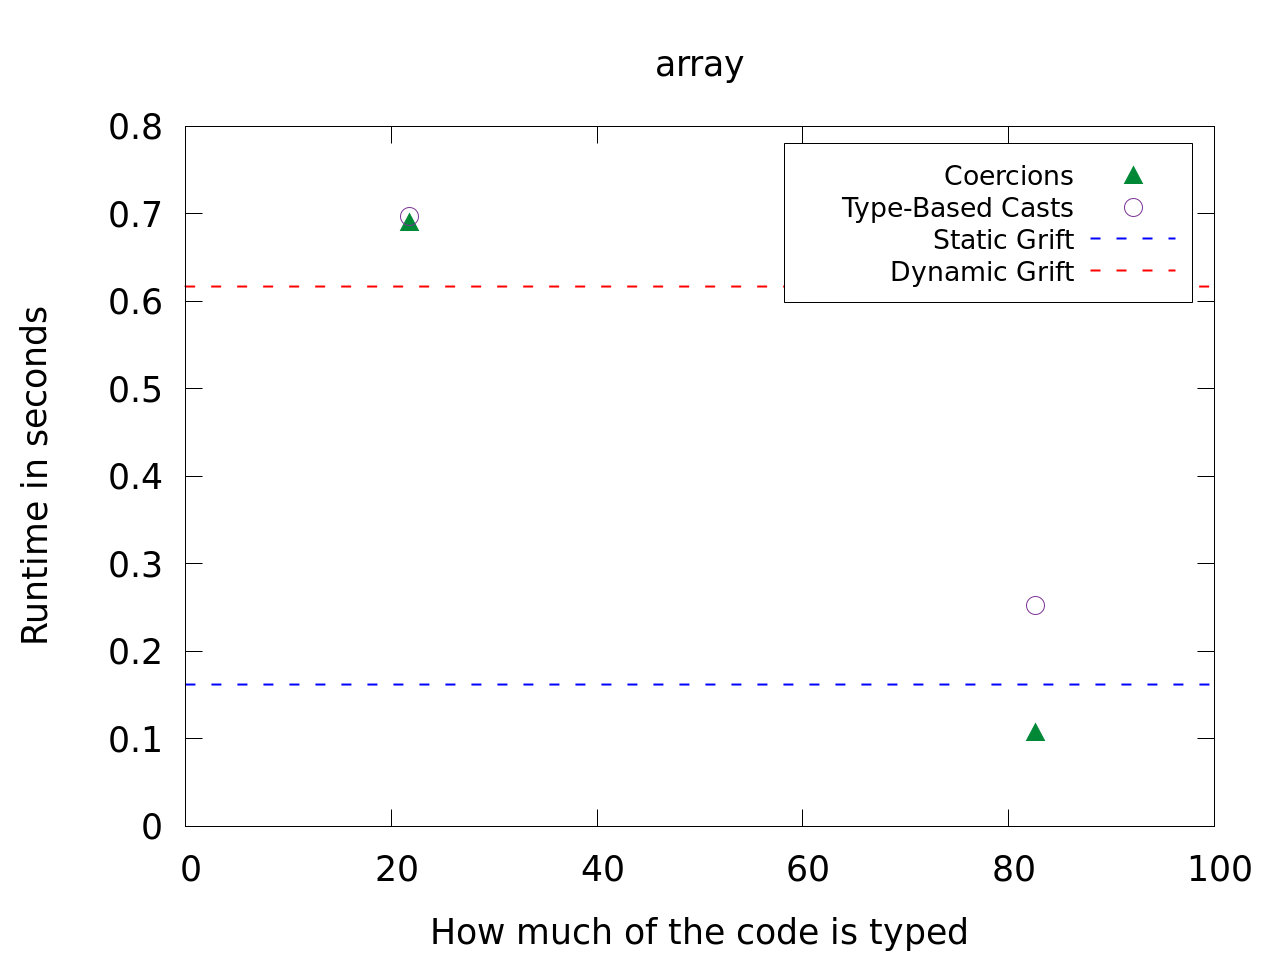 array
0.8
0.7
0.6
0.5
0.4
0.3
0.2
0.1
0
Runtime in seconds
Coercions
Type-Based Casts
Static Grift
Dynamic Grift
0 20 40 60 80 100
How much of the code is typed